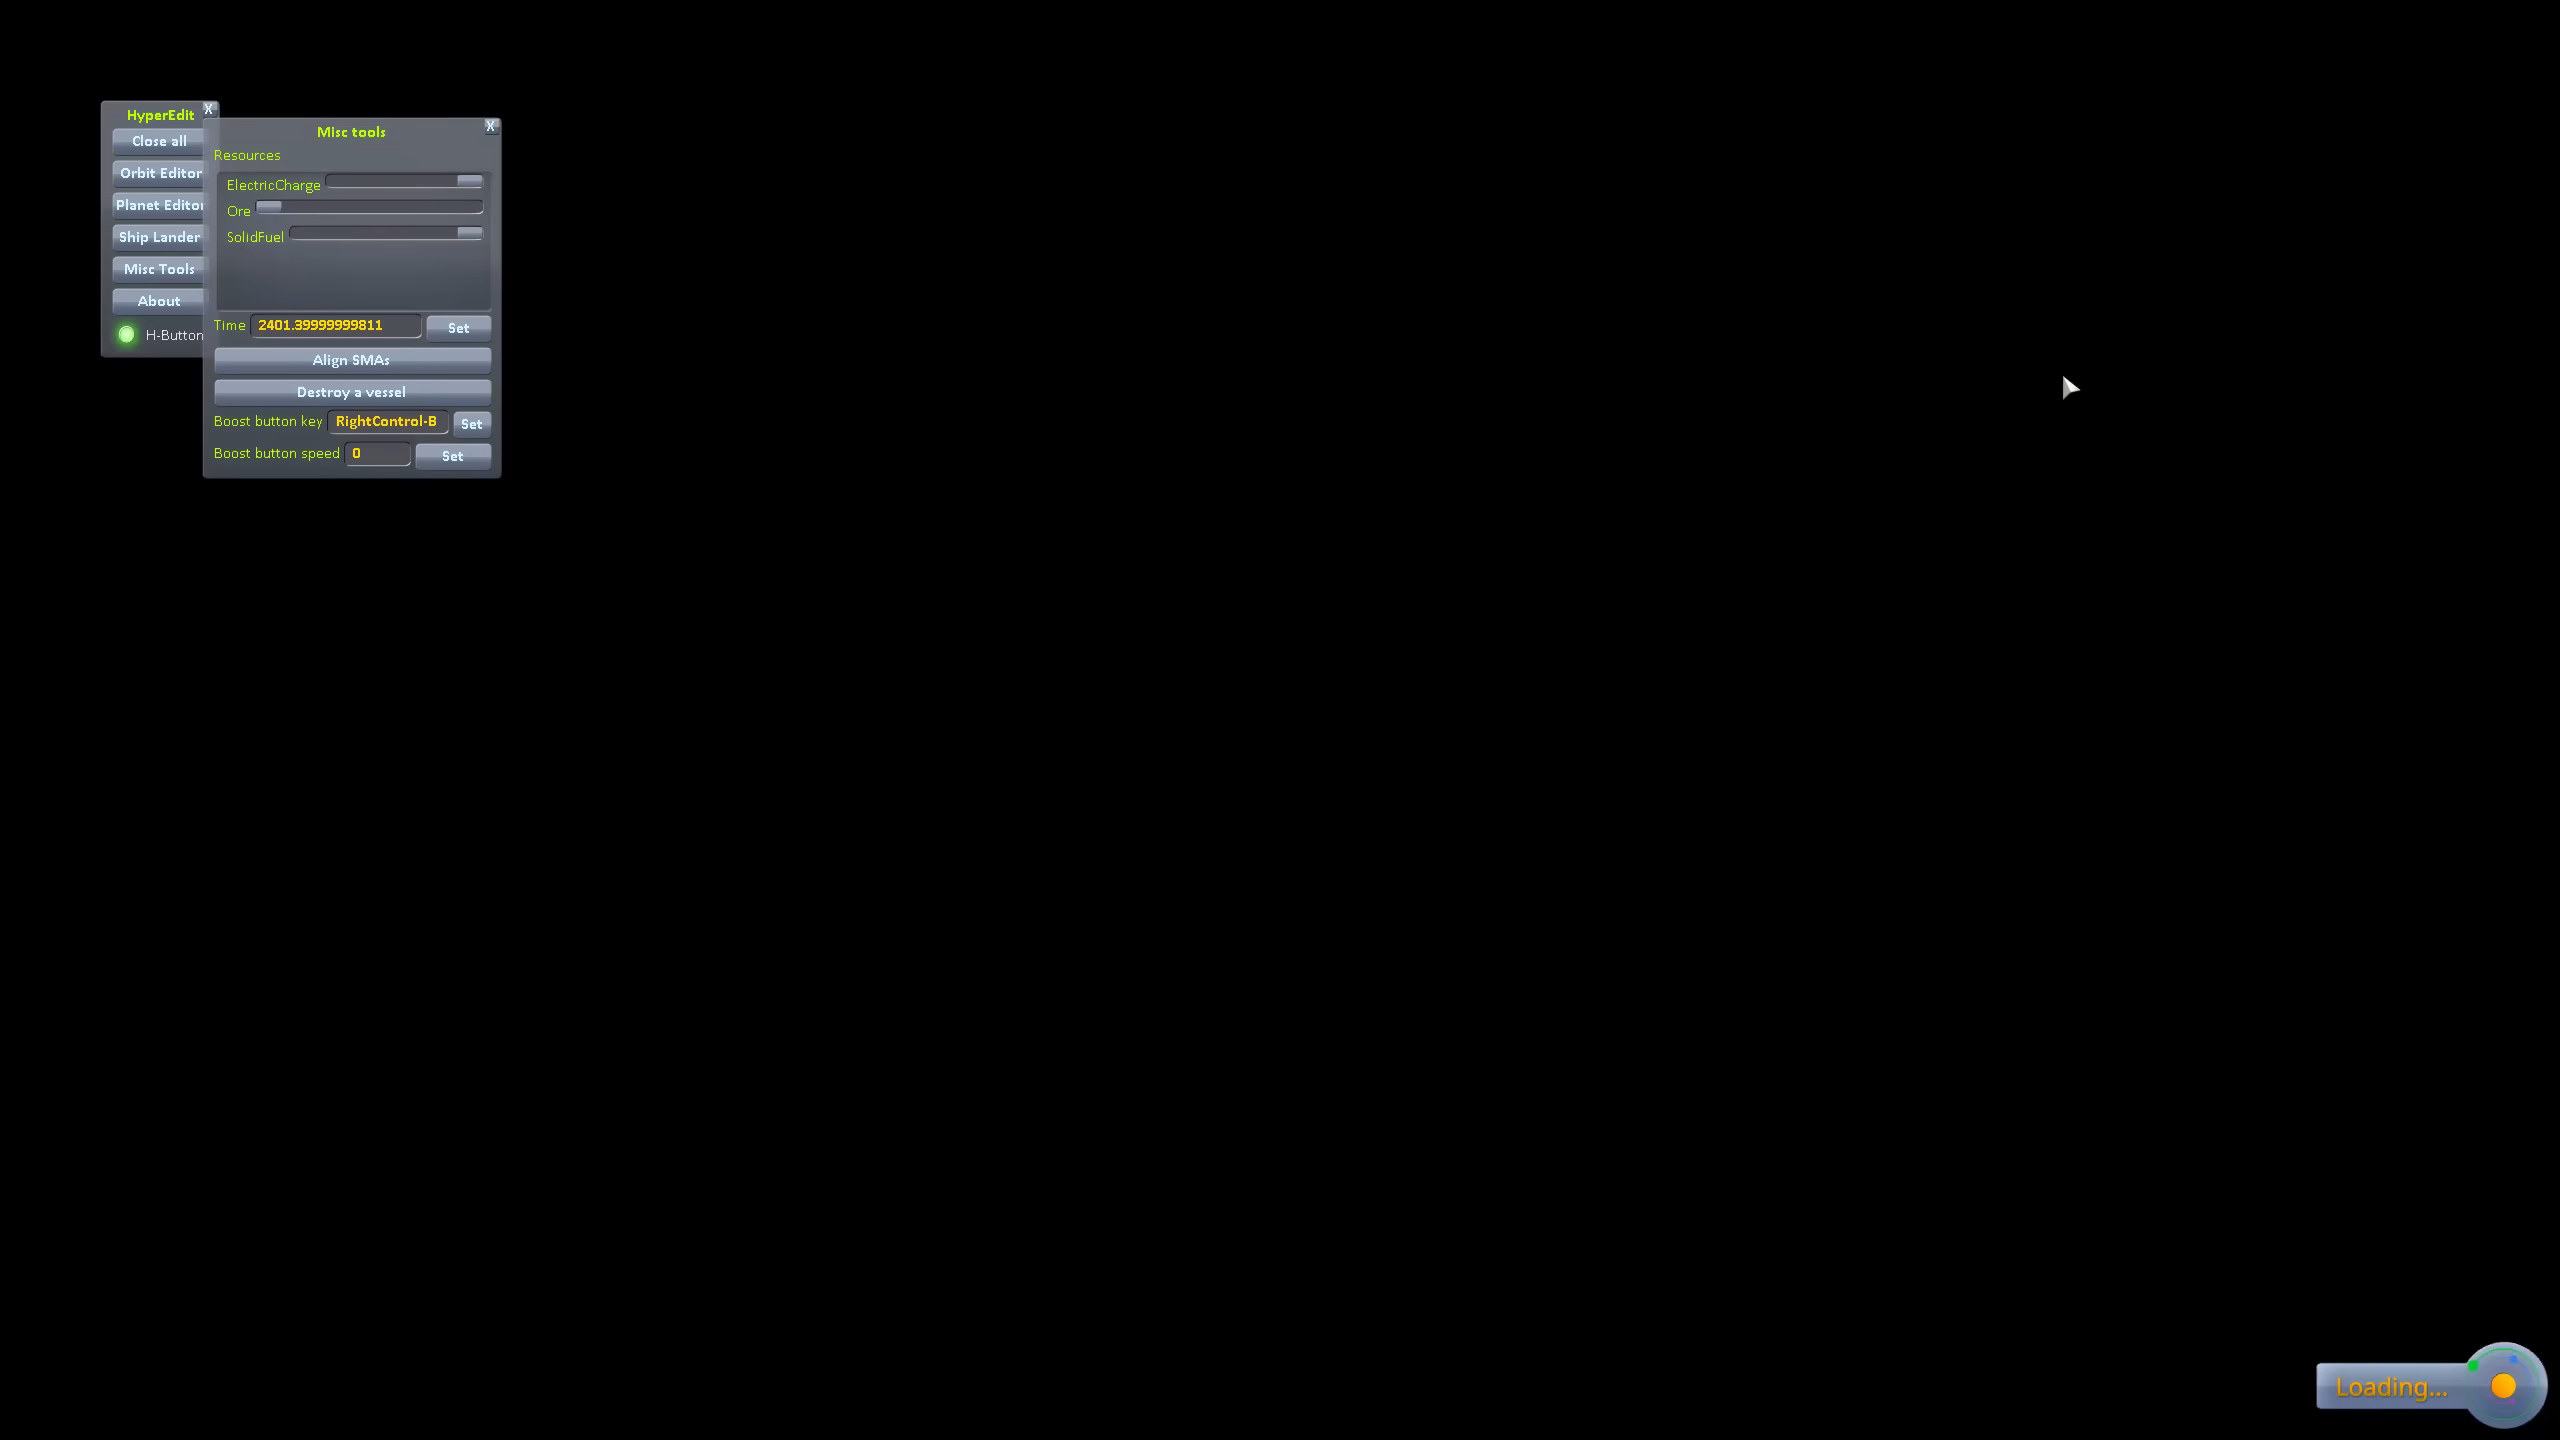 HyperEdit X
Close all
Orbit Editor
Planet Editor
Ship Lander
Misc Tools
About
H-Button
Misc tools X
Resources
ElectricCharge
Ore
SolidFuel
Time 2401.39999999811 Set
Align SMAs
Destroy a vessel
Boost button key RightControl-B Set
Boost button speed 0 Set
Loading...